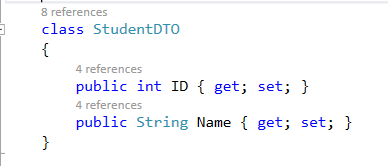 8 references
class StudentDTO
{
4 references
public int ID { get; set; }
4 references
public String Name { get; set; }
}